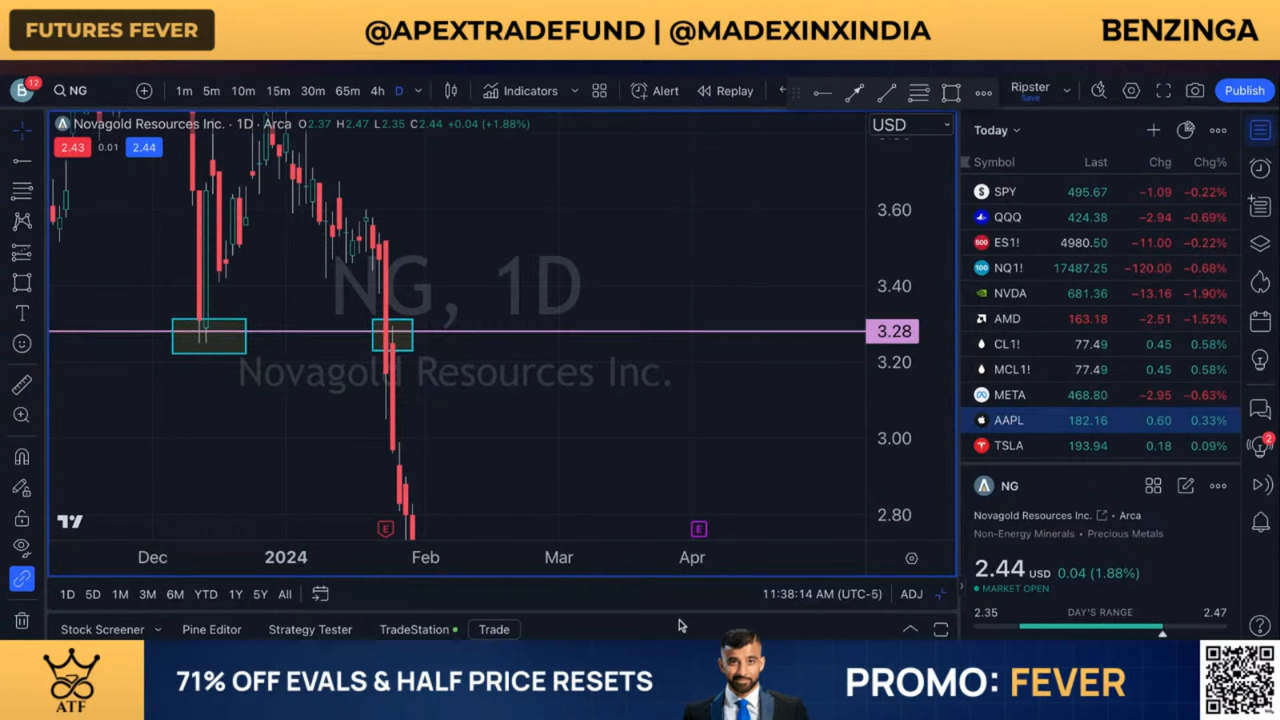 FUTURES FEVER
@APEXTRADEFUND | @MADEXINXINDIA
BENZINGA
B 12
NG
1m 5m 10m 15m 30m 65m 4h D
Indicators
Alert
Replay
Ripster
Save
Publish
Novagold Resources Inc. · 1D · Arca O2.37 H2.47 L2.35 C2.44 +0.04 (+1.88%)
USD
2.43 0.01 2.44
NG, 1D
Novagold Resources Inc.
3.60
3.40
3.28
3.20
3.00
2.80
E E
Dec 2024 Feb Mar Apr
1D 5D 1M 3M 6M YTD 1Y 5Y All
11:38:14 AM (UTC-5) ADJ
Stock Screener Pine Editor Strategy Tester TradeStation Trade
Today
Symbol Last Chg Chg%
SPY 495.67 −1.09 −0.22%
QQQ 424.38 −2.94 −0.69%
500 ES1! 4980.50 −11.00 −0.22%
100 NQ1! 17487.25 −120.00 −0.68%
NVDA 681.36 −13.16 −1.90%
AMD 163.18 −2.51 −1.52%
CL1! 77.49 0.45 0.58%
MCL1! 77.49 0.45 0.58%
META 468.80 −2.95 −0.63%
AAPL 182.16 0.60 0.33%
TSLA 193.94 0.18 0.09%
2
NG
Novagold Resources Inc. • Arca
Non-Energy Minerals • Precious Metals
2.44 USD 0.04 (1.88%)
MARKET OPEN
2.35 DAY'S RANGE 2.47
ATF
71% OFF EVALS & HALF PRICE RESETS
PROMO: FEVER